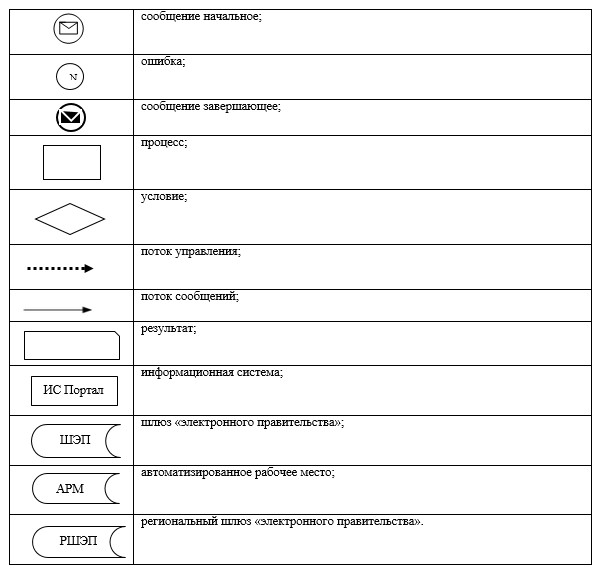 сообщение начальное;
N
ошибка;
сообщение завершающее;
процесс;
условие;
поток управления;
поток сообщений;
результат;
ИС Портал
информационная система;
ШЭП
шлюз «электронного правительства»;
АРМ
автоматизированное рабочее место;
РШЭП
региональный шлюз «электронного правительства».